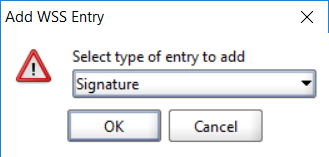 Add WSS Entry
Select type of entry to add
Signature
OK Cancel